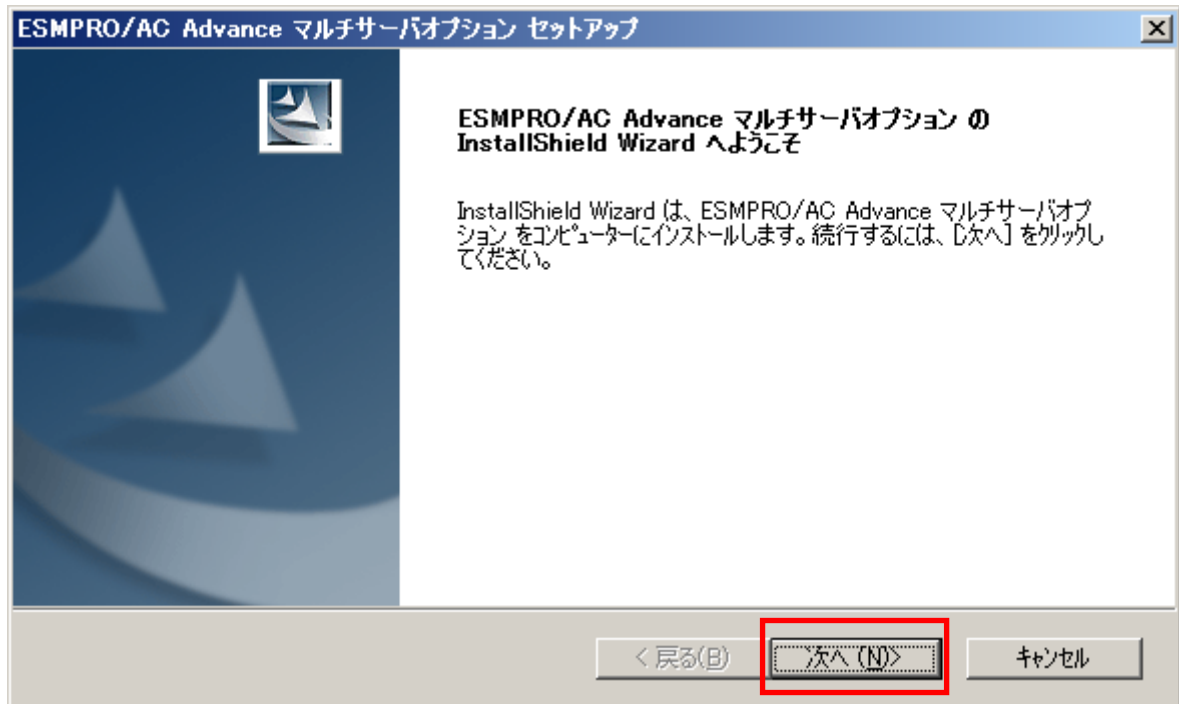 ESMPRO/AC Advance マルチサーバオプション セットアップ
ESMPRO/AC Advance マルチサーバオプション の
InstallShield Wizard へようこそ
InstallShield Wizard は、ESMPRO/AC Advance マルチサーバオプ
ション をコンピューターにインストールします。続行するには、[次へ] をクリックし
てください。
< 戻る(B)
次へ (N)>
キャンセル